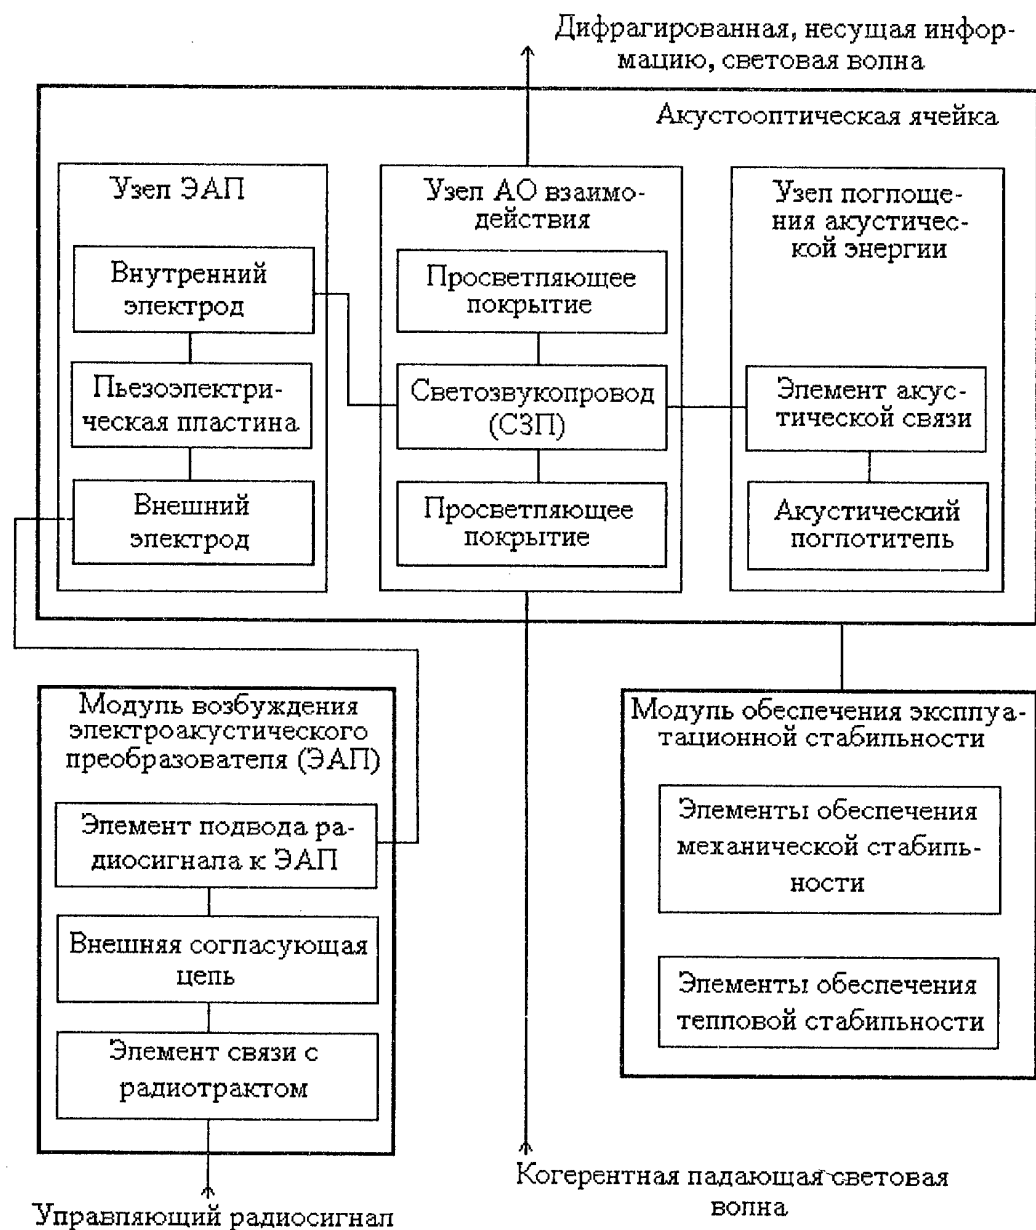 Дифрагированная, несущая инфор-
мацию, световая волна
Акустооптическая ячейка
Узел ЭАП
Внутренний
электрод
Пьезоэлектри-
ческая пластина
Внешний
электрод
Узел АО взаимо-
действия
Просветляющее
покрытие
Светозвукопровод
(СЗП)
Просветляющее
покрытие
Узел поглоще-
ния акустичес-
кой энергии
Элемент акус-
тической связи
Акустический
поглотитель
Модуль возбуждения
электроакустического
преобразователя (ЭАП)
Элемент подвода ра-
диосигнала к ЭАП
Внешняя согласующая
цепь
Элемент связи с
радиотрактом
Управляющий радиосигнал
Модуль обеспечения эксплуа-
тационной стабильности
Элементы обеспечения
механической стабиль-
ности
Элементы обеспечения
тепловой стабильности
Когерентная падающая световая
волна